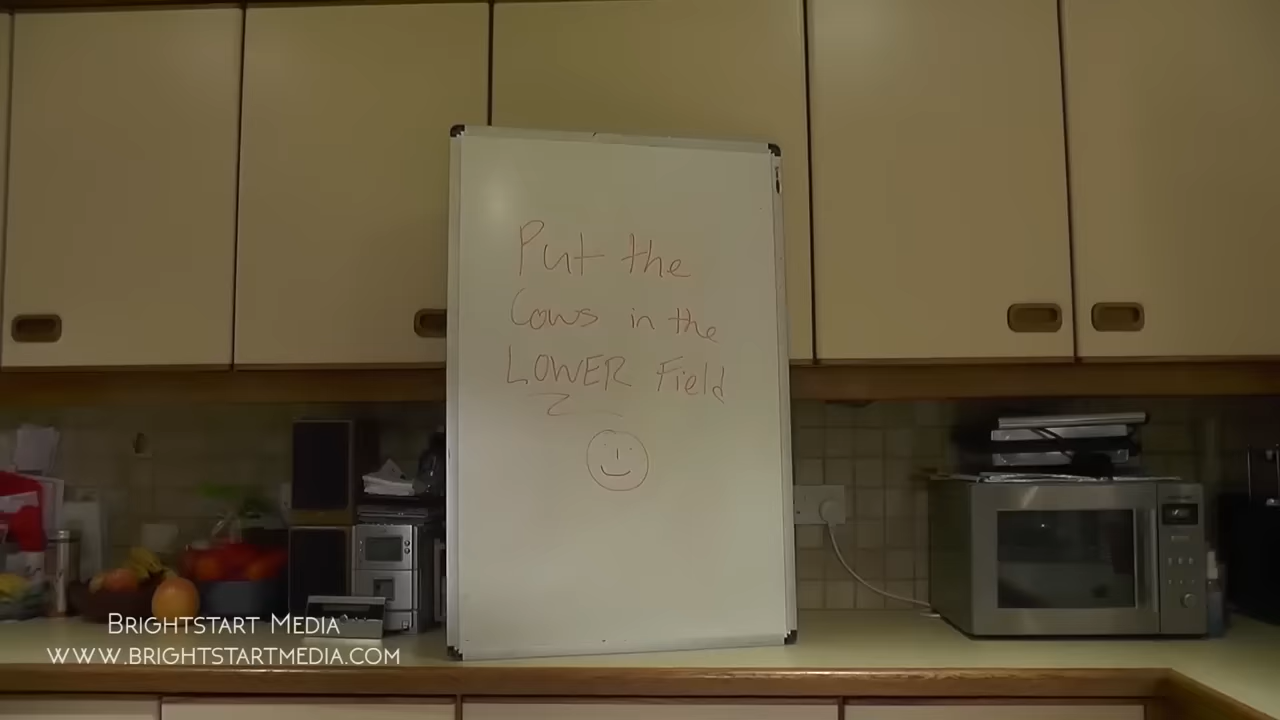 Put the
Cows in the
LOWER Field
BRIGHTSTART MEDIA
WWW.BRIGHTSTARTMEDIA.COM